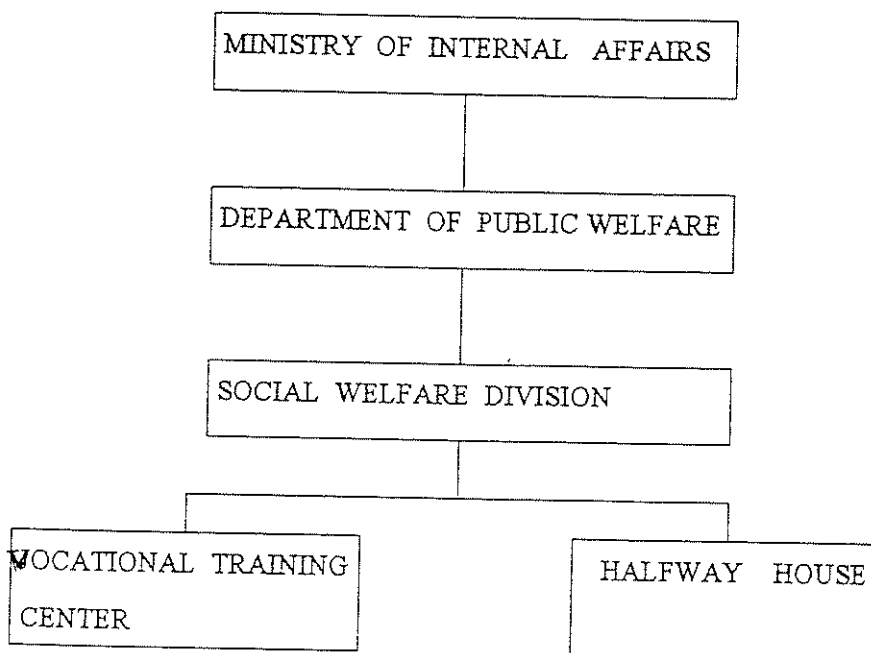 MINISTRY OF INTERNAL AFFAIRS
DEPARTMENT OF PUBLIC WELFARE
SOCIAL WELFARE DIVISION
VOCATIONAL TRAINING
CENTER
HALFWAY HOUSE